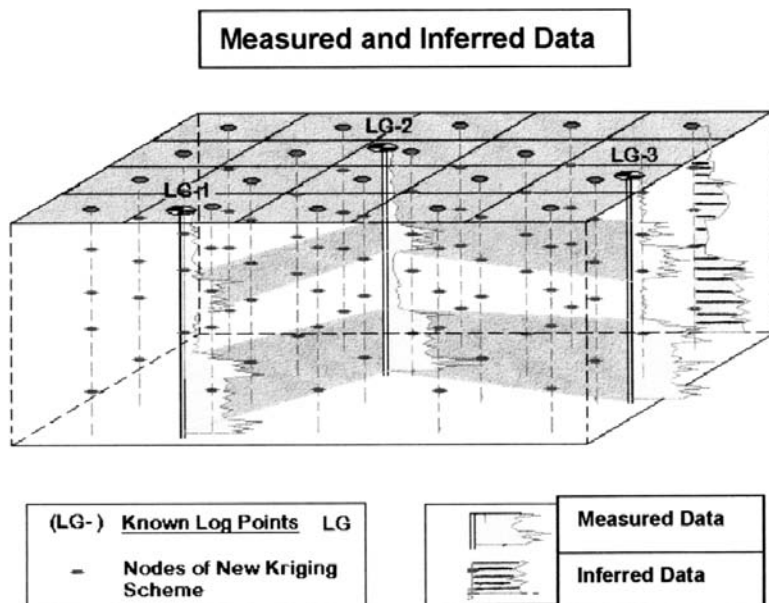 Measured and Inferred Data
LG-2
LG-3
LG-1
(LG-) Known Log Points LG
Nodes of New Kriging
Scheme
Measured Data
Inferred Data